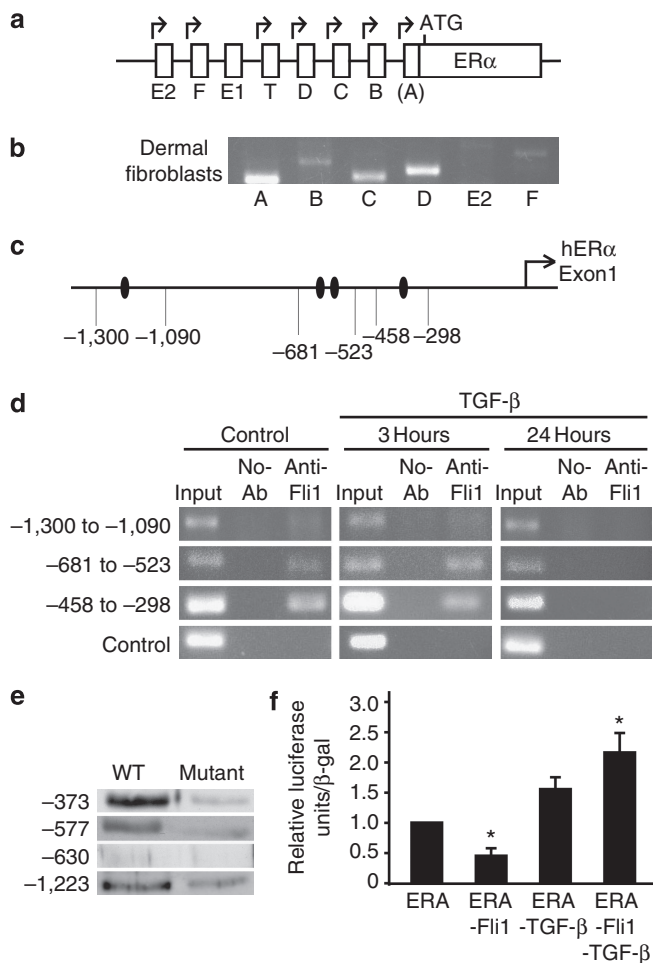 a
ATG
ERα
E2 F E1 T D C B (A)
b
Dermal
fibroblasts
A B C D E2 F
c
hERα
Exon1
–1,300 –1,090 –681 –523 –458 –298
d
TGF-β
Control 3 Hours 24 Hours
Input No-Ab Anti-Fli1 Input No-Ab Anti-Fli1 Input No-Ab Anti-Fli1
–1,300 to –1,090
–681 to –523
–458 to –298
Control
e
WT Mutant
–373
–577
–630
–1,223
f
Relative luciferase
units/β-gal
3.0
2.5
2.0
1.5
1.0
0.5
0
*
*
ERA ERA-Fli1 ERA-TGF-β ERA-Fli1-TGF-β